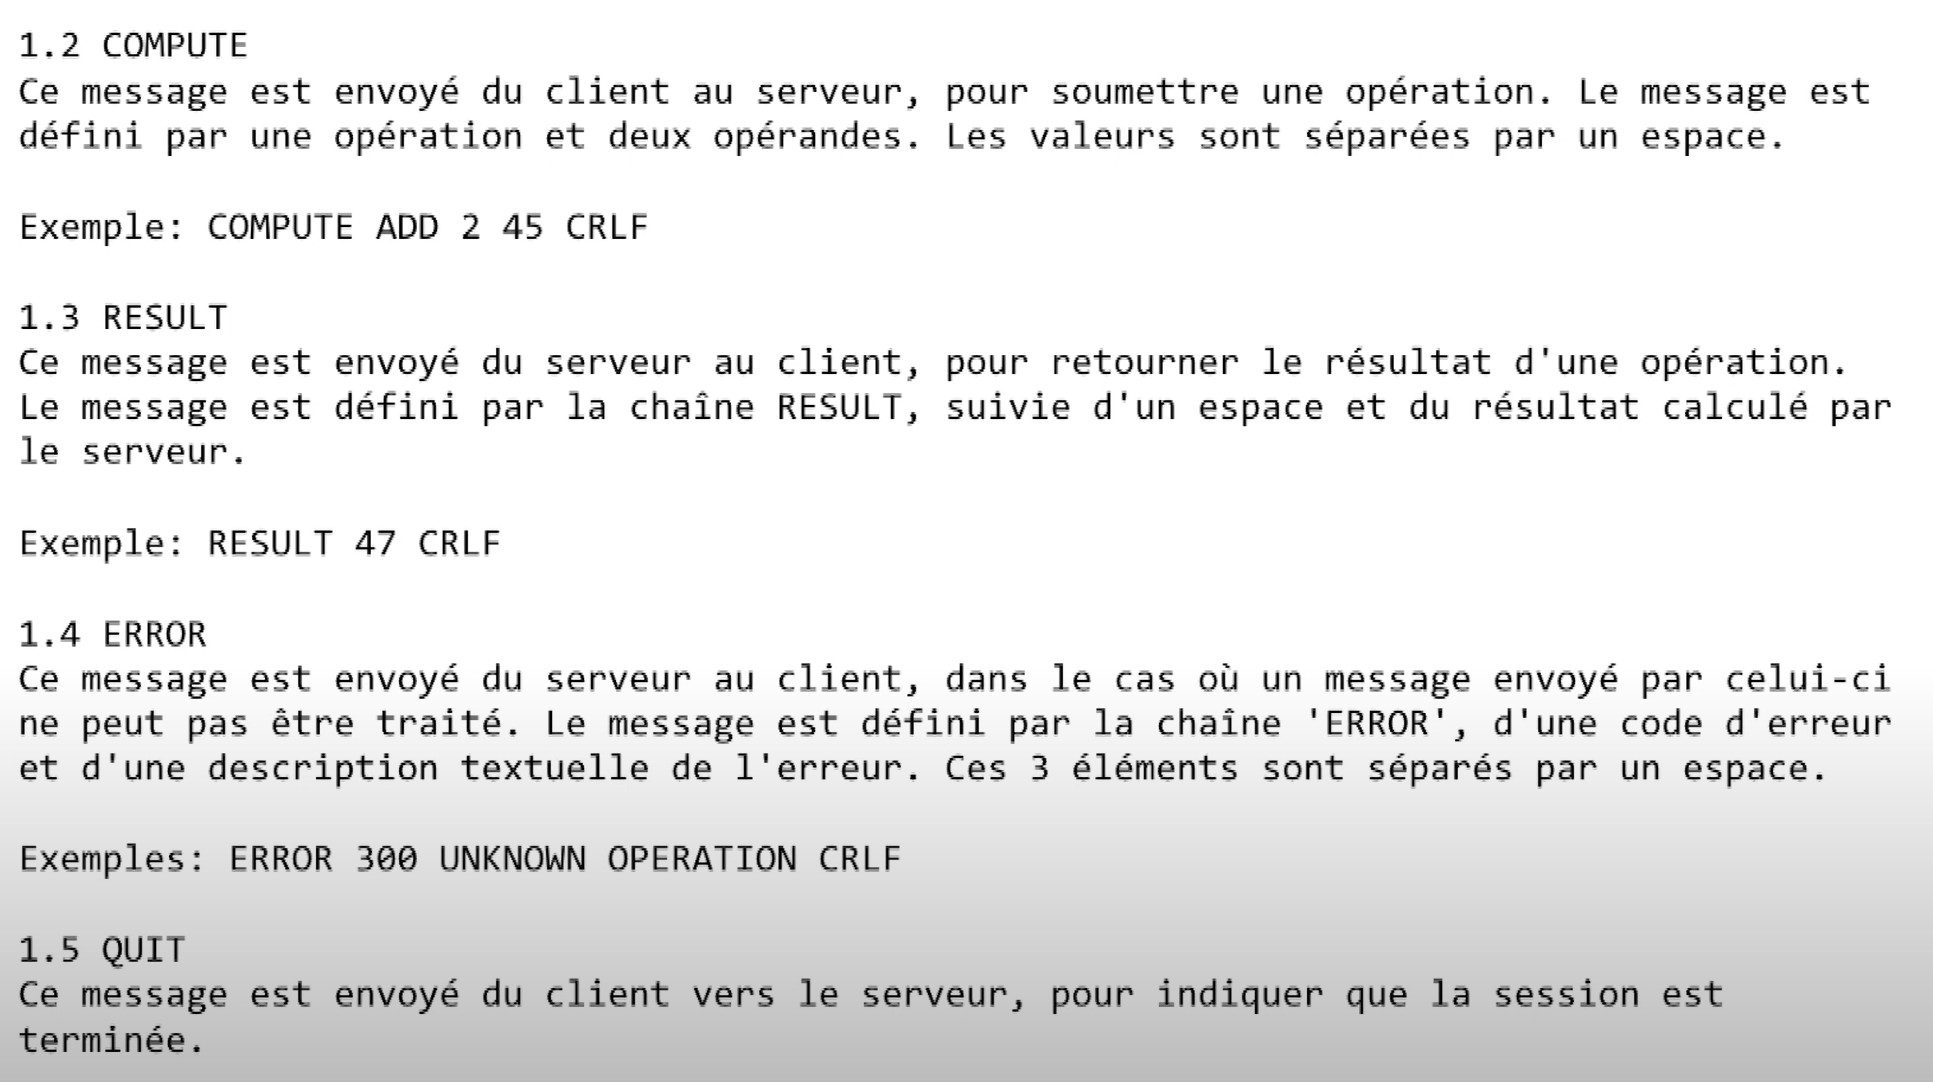 1.2 COMPUTE
Ce message est envoyé du client au serveur, pour soumettre une opération. Le message est
défini par une opération et deux opérandes. Les valeurs sont séparées par un espace.
Exemple: COMPUTE ADD 2 45 CRLF
1.3 RESULT
Ce message est envoyé du serveur au client, pour retourner le résultat d'une opération.
Le message est défini par la chaîne RESULT, suivie d'un espace et du résultat calculé par
le serveur.
Exemple: RESULT 47 CRLF
1.4 ERROR
Ce message est envoyé du serveur au client, dans le cas où un message envoyé par celui-ci
ne peut pas être traité. Le message est défini par la chaîne 'ERROR', d'une code d'erreur
et d'une description textuelle de l'erreur. Ces 3 éléments sont séparés par un espace.
Exemples: ERROR 300 UNKNOWN OPERATION CRLF
1.5 QUIT
Ce message est envoyé du client vers le serveur, pour indiquer que la session est
terminée.